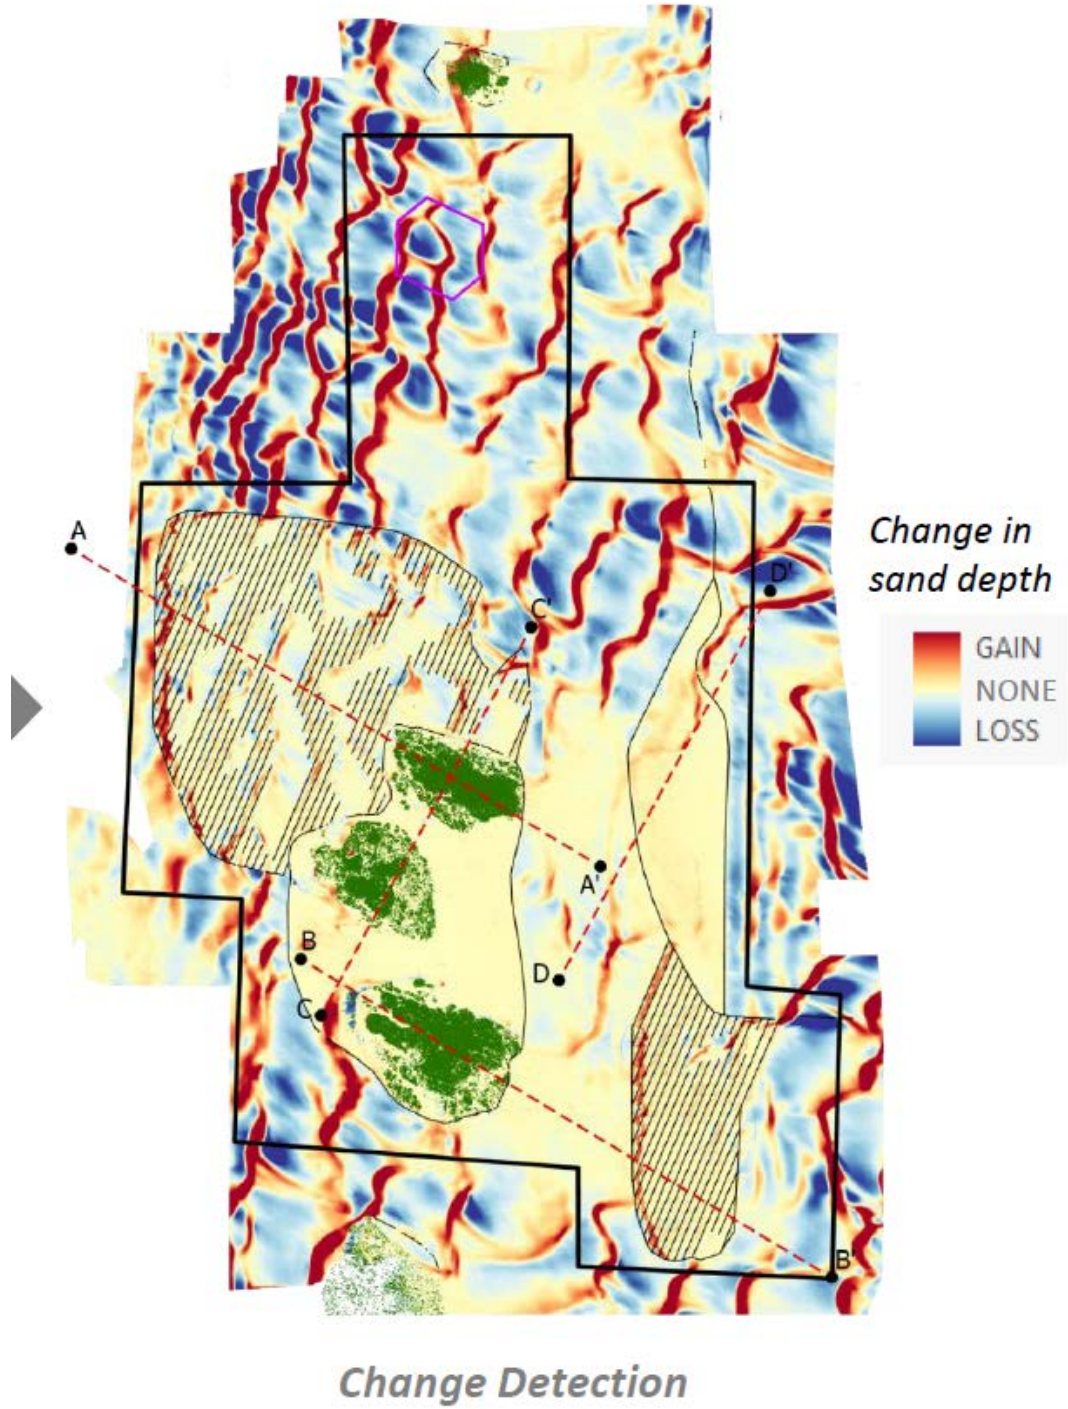 A
Change in
sand depth
D'
C'
GAIN
NONE
LOSS
A'
B
D
C
B'
Change Detection